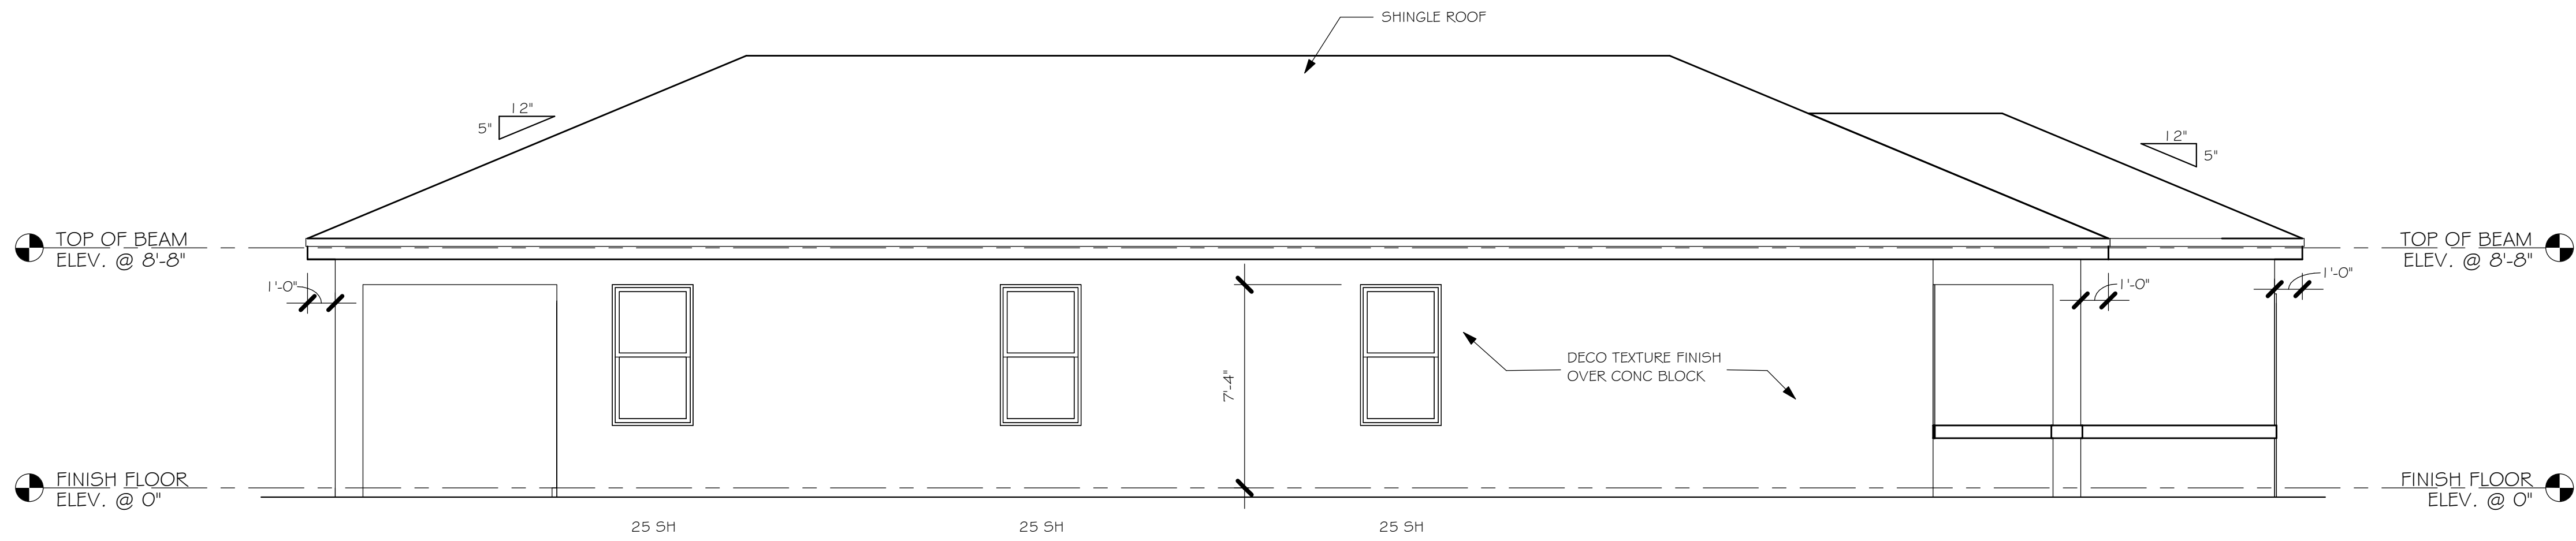 SHINGLE ROOF
12"
5"
12"
5"
TOP OF BEAM
ELEV. @ 8'-8"
TOP OF BEAM
ELEV. @ 8'-8"
1'-0"
1'-0"
1'-0"
7'-4"
DECO TEXTURE FINISH
OVER CONC BLOCK
FINISH FLOOR
ELEV. @ 0"
FINISH FLOOR
ELEV. @ 0"
25 SH
25 SH
25 SH